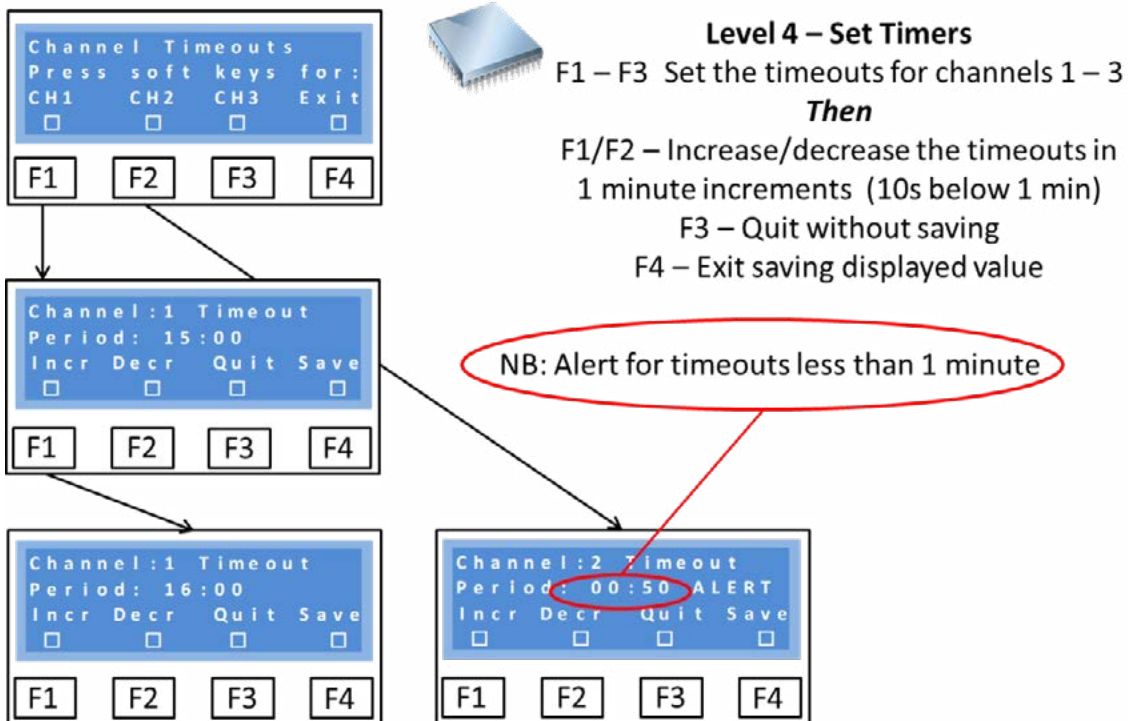 Channel Timeouts
Press soft keys for:
CH1 CH2 CH3 Exit
F1 F2 F3 F4
Level 4 – Set Timers
F1 – F3 Set the timeouts for channels 1 – 3
Then
F1/F2 – Increase/decrease the timeouts in
1 minute increments (10s below 1 min)
F3 – Quit without saving
F4 – Exit saving displayed value
Channel:1 Timeout
Period: 15:00
Incr Decr Quit Save
F1 F2 F3 F4
NB: Alert for timeouts less than 1 minute
Channel:1 Timeout
Period: 16:00
Incr Decr Quit Save
F1 F2 F3 F4
Channel:2 Timeout
Period: 00:50 ALERT
Incr Decr Quit Save
F1 F2 F3 F4